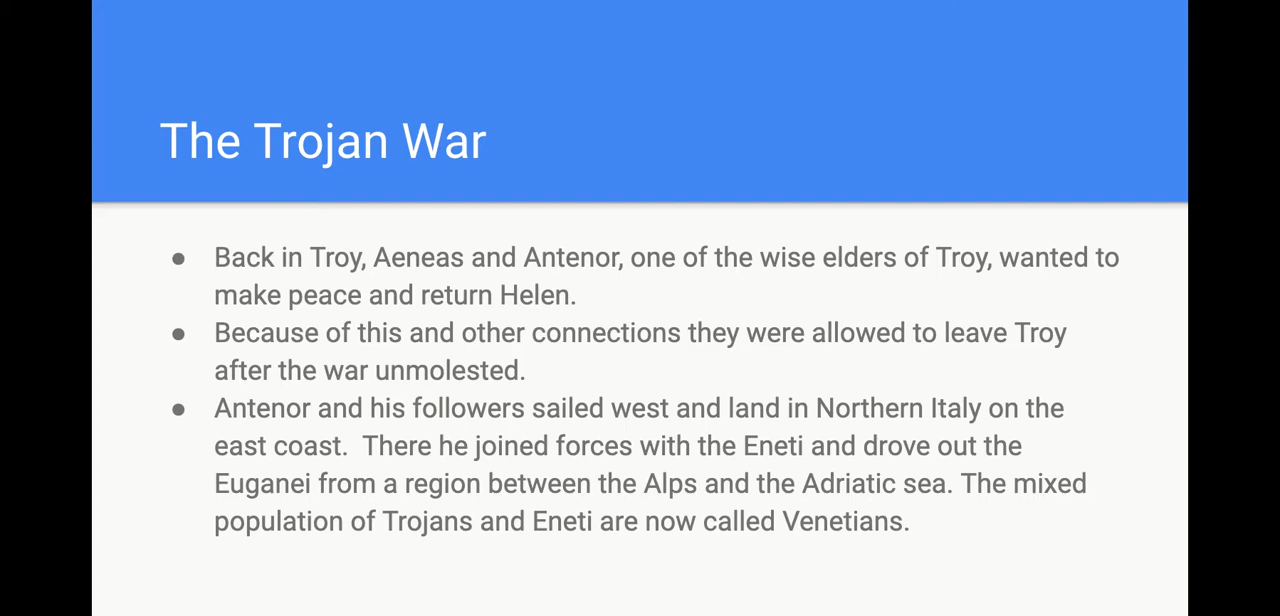 The Trojan War
● Back in Troy, Aeneas and Antenor, one of the wise elders of Troy, wanted to
make peace and return Helen.
● Because of this and other connections they were allowed to leave Troy
after the war unmolested.
● Antenor and his followers sailed west and land in Northern Italy on the
east coast.  There he joined forces with the Eneti and drove out the
Euganei from a region between the Alps and the Adriatic sea. The mixed
population of Trojans and Eneti are now called Venetians.